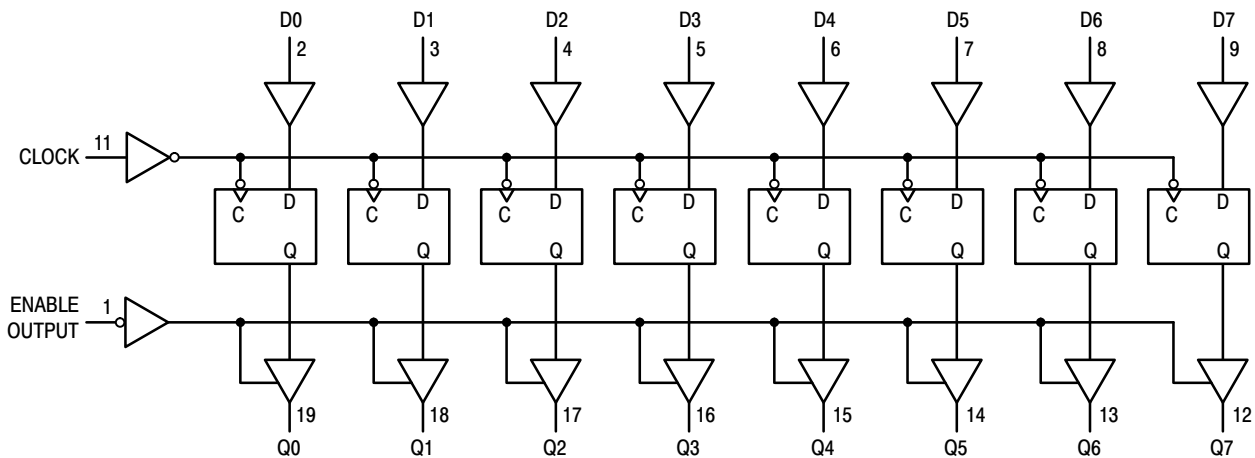 D0 D1 D2 D3 D4 D5 D6 D7
2 3 4 5 6 7 8 9
CLOCK 11
C D C D C D C D C D C D C D C D
Q Q Q Q Q Q Q Q
ENABLE
OUTPUT 1
19 18 17 16 15 14 13 12
Q0 Q1 Q2 Q3 Q4 Q5 Q6 Q7